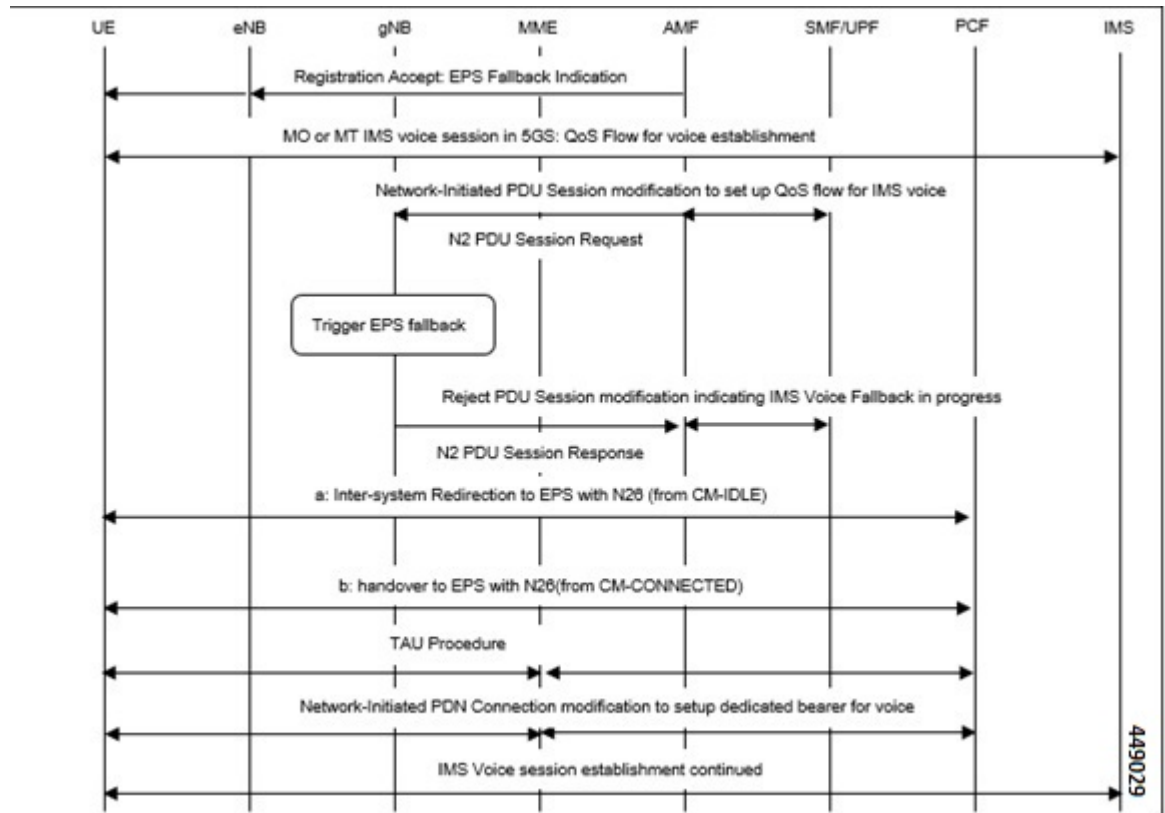 UE eNB gNB MME AMF SMF/UPF PCF IMS
Registration Accept: EPS Fallback Indication
MO or MT IMS voice session in 5GS: QoS Flow for voice establishment
Network-Initiated PDU Session modification to set up QoS flow for IMS voice
N2 PDU Session Request
Trigger EPS fallback
Reject PDU Session modification indicating IMS Voice Fallback in progress
N2 PDU Session Response
a: Inter-system Redirection to EPS with N26 (from CM-IDLE)
b: handover to EPS with N26(from CM-CONNECTED)
TAU Procedure
Network-Initiated PDN Connection modification to setup dedicated bearer for voice
IMS Voice session establishment continued
449029